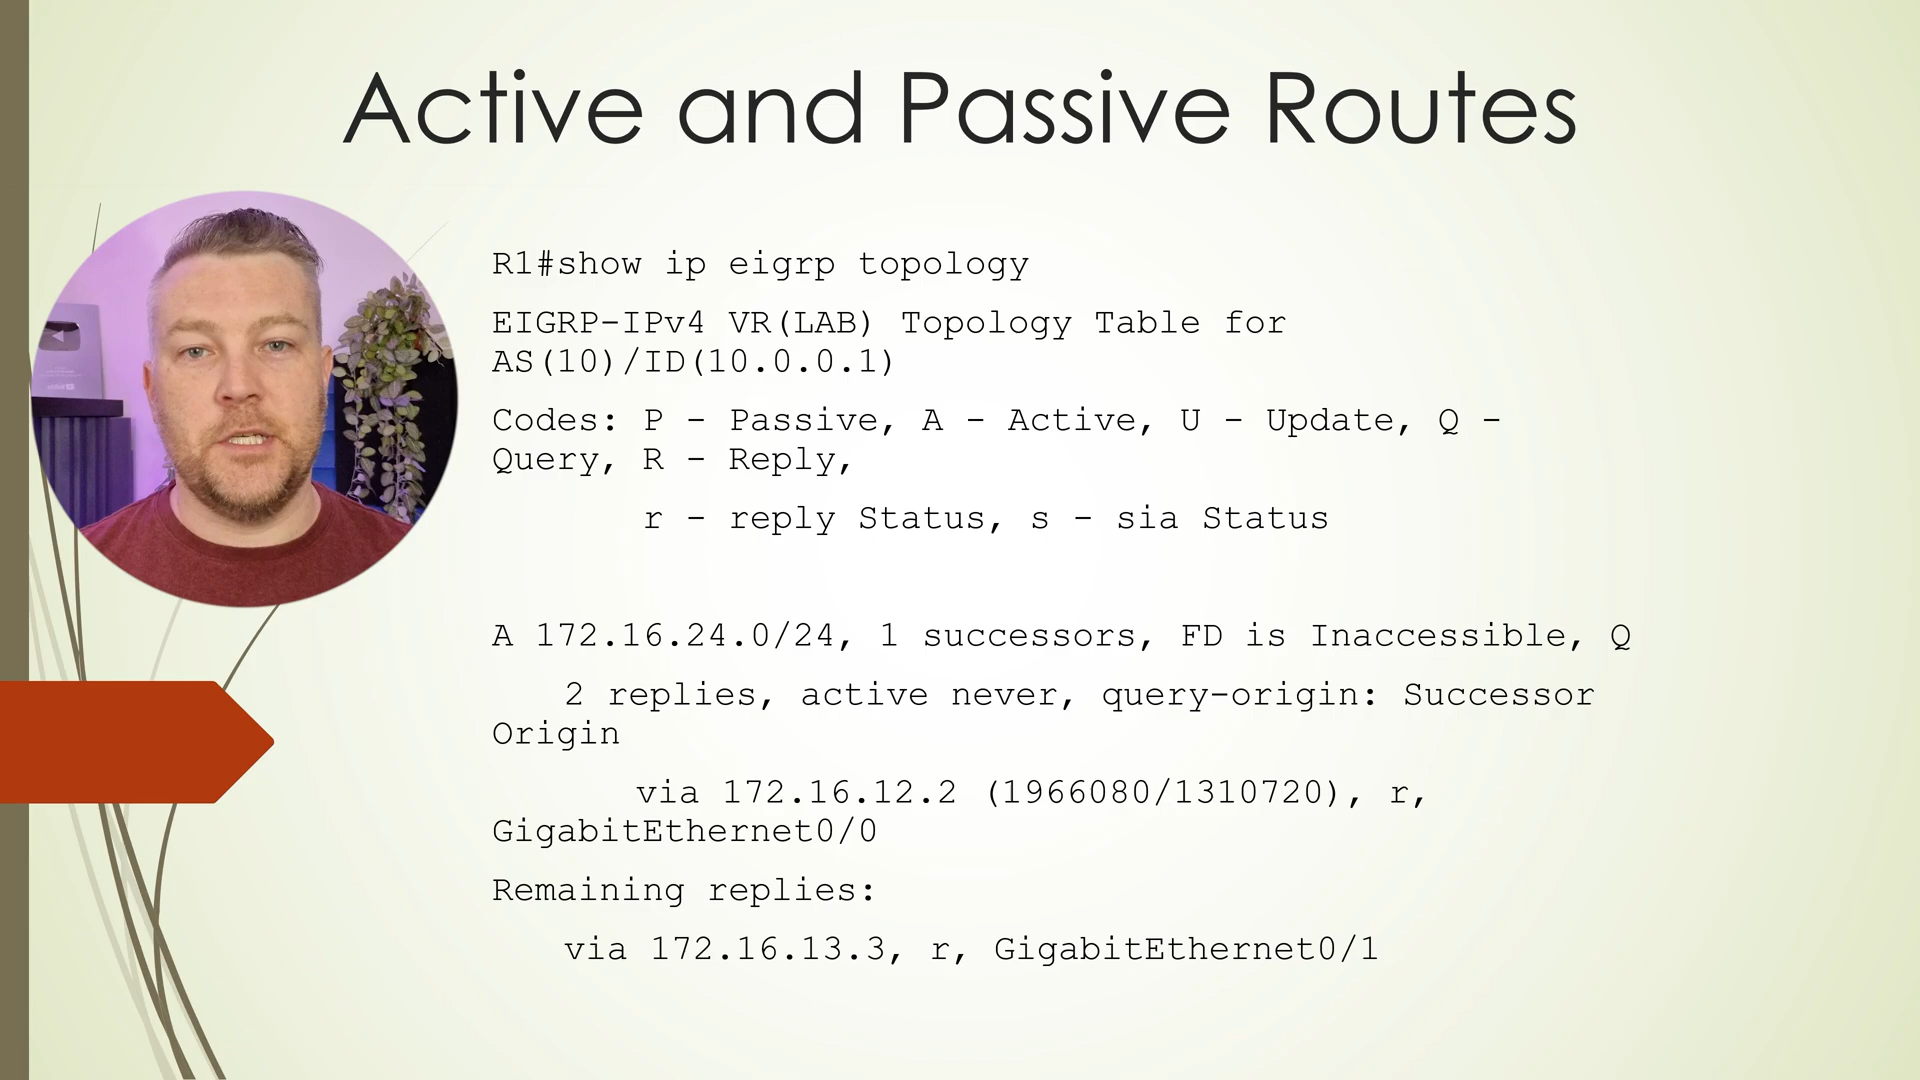 Active and Passive Routes
R1#show ip eigrp topology
EIGRP-IPv4 VR(LAB) Topology Table for
AS(10)/ID(10.0.0.1)
Codes: P - Passive, A - Active, U - Update, Q -
Query, R - Reply,
r - reply Status, s - sia Status
A 172.16.24.0/24, 1 successors, FD is Inaccessible, Q
2 replies, active never, query-origin: Successor
Origin
via 172.16.12.2 (1966080/1310720), r,
GigabitEthernet0/0
Remaining replies:
via 172.16.13.3, r, GigabitEthernet0/1